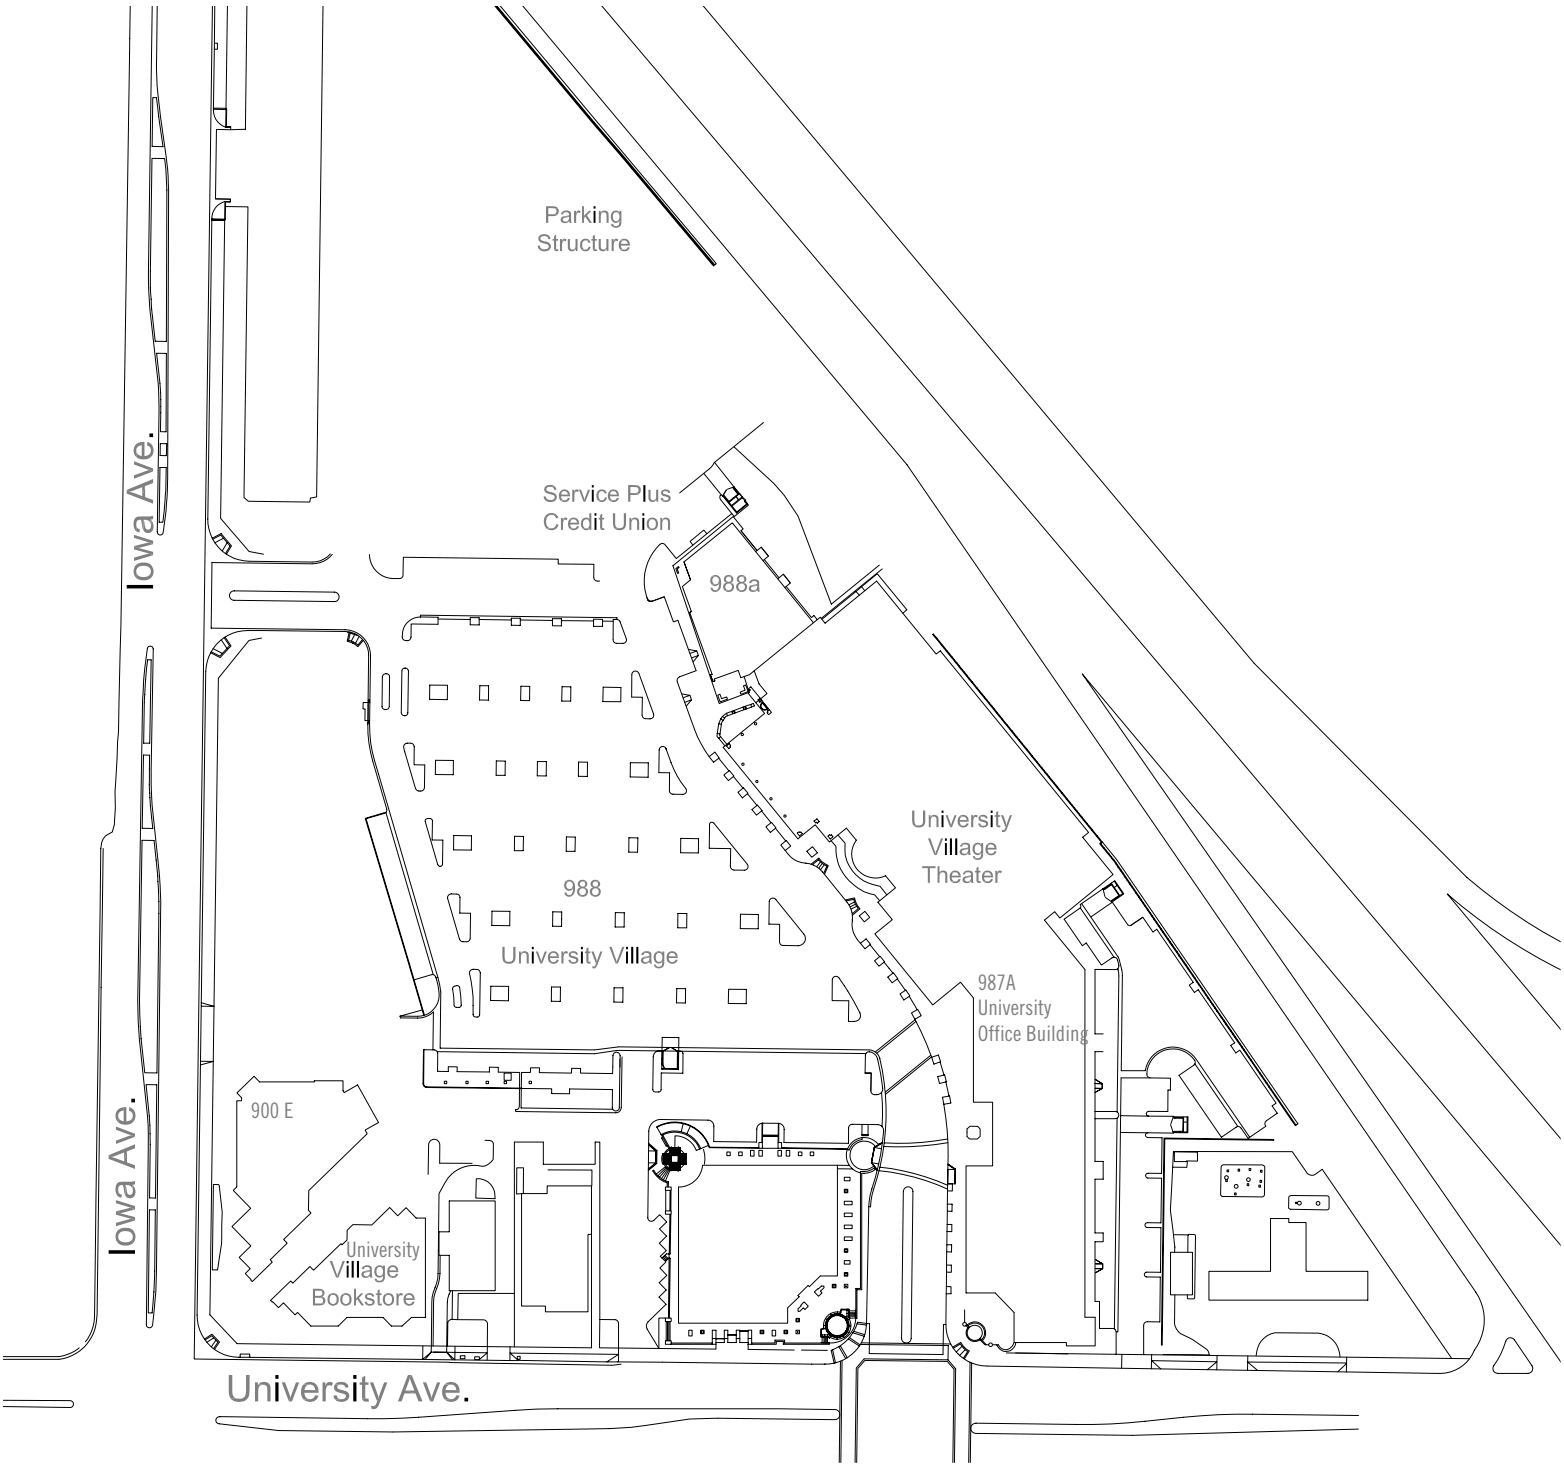 Parking
Structure
Iowa Ave.
Service Plus
Credit Union
988a
University
Village
Theater
988
University Village
987A
University
Office Building
900 E
Iowa Ave.
University
Village
Bookstore
University Ave.